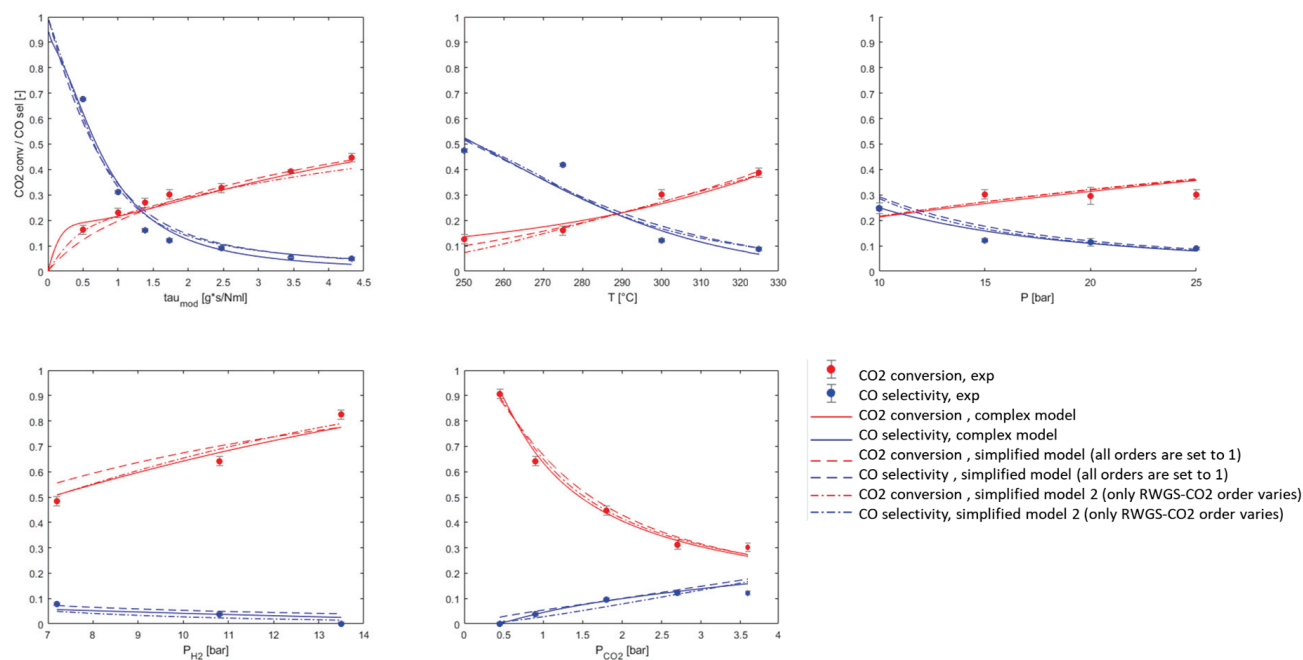 1
0.9
0.8
0.7
0.6
0.5
0.4
0.3
0.2
0.1
0
CO2 conv / CO sel [-]
0 0.5 1 1.5 2 2.5 3 3.5 4 4.5
tau_mod [g*s/Nml]
1
0.9
0.8
0.7
0.6
0.5
0.4
0.3
0.2
0.1
0
250 260 270 280 290 300 310 320 330
T [°C]
1
0.9
0.8
0.7
0.6
0.5
0.4
0.3
0.2
0.1
0
10 15 20 25
P [bar]
1
0.9
0.8
0.7
0.6
0.5
0.4
0.3
0.2
0.1
0
7 8 9 10 11 12 13 14
P_H2 [bar]
1
0.9
0.8
0.7
0.6
0.5
0.4
0.3
0.2
0.1
0
0 0.5 1 1.5 2 2.5 3 3.5 4
P_CO2 [bar]
CO2 conversion, exp
CO selectivity, exp
CO2 conversion , complex model
CO selectivity, complex model
CO2 conversion , simplified model (all orders are set to 1)
CO selectivity , simplified model (all orders are set to 1)
CO2 conversion , simplified model 2 (only RWGS-CO2 order varies)
CO selectivity, simplified model 2 (only RWGS-CO2 order varies)